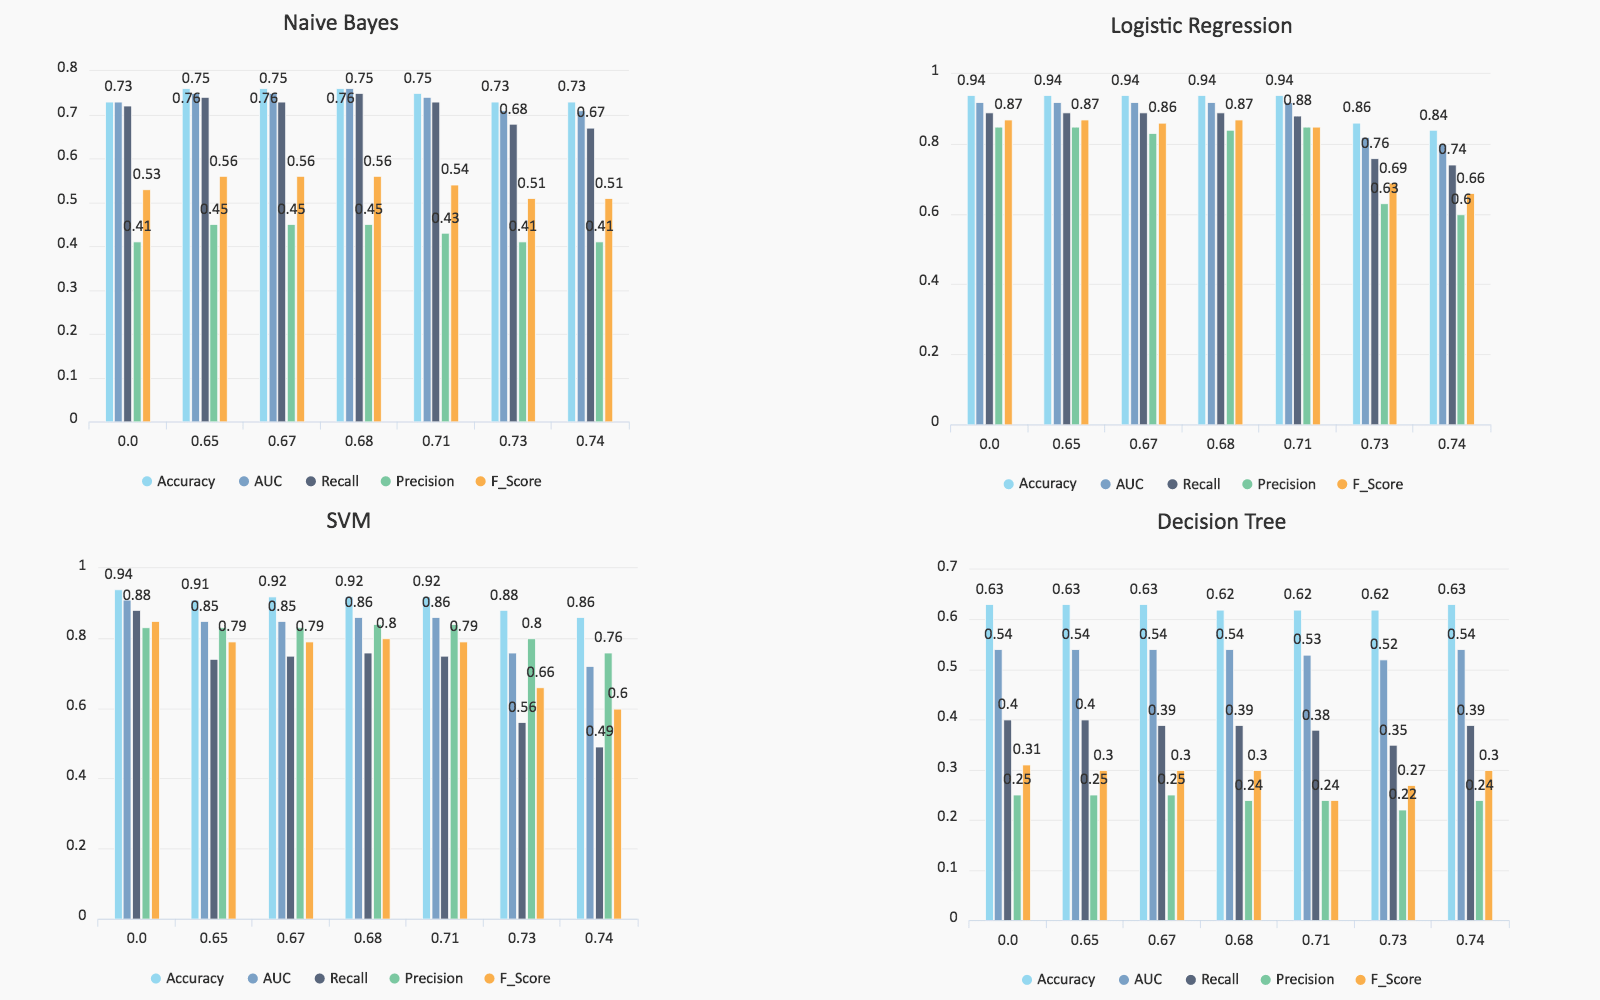 Naive Bayes
0.8
0.7
0.6
0.5
0.4
0.3
0.2
0.1
0
0.73 0.75 0.75 0.75 0.75 0.73 0.73
0.76 0.76 0.76 0.68 0.67
0.53 0.56 0.56 0.56 0.54 0.51 0.51
0.41 0.45 0.45 0.45 0.43 0.41 0.41
0.0 0.65 0.67 0.68 0.71 0.73 0.74
Accuracy AUC Recall Precision F_Score
Logistic Regression
1
0.8
0.6
0.4
0.2
0
0.94 0.94 0.94 0.94 0.94 0.86 0.84
0.87 0.87 0.86 0.87 0.88 0.76 0.74
0.69 0.66
0.63 0.6
0.0 0.65 0.67 0.68 0.71 0.73 0.74
Accuracy AUC Recall Precision F_Score
SVM
1
0.8
0.6
0.4
0.2
0
0.94 0.91 0.92 0.92 0.92 0.88 0.86
0.88 0.85 0.85 0.86 0.86 0.8 0.76
0.79 0.79 0.8 0.79 0.66 0.6
0.56 0.49
0.0 0.65 0.67 0.68 0.71 0.73 0.74
Accuracy AUC Recall Precision F_Score
Decision Tree
0.7
0.6
0.5
0.4
0.3
0.2
0.1
0
0.63 0.63 0.63 0.62 0.62 0.62 0.63
0.54 0.54 0.54 0.54 0.53 0.52 0.54
0.4 0.4 0.39 0.39 0.38 0.35 0.39
0.31 0.3 0.3 0.3 0.27 0.3
0.25 0.25 0.25 0.24 0.24 0.22 0.24
0.0 0.65 0.67 0.68 0.71 0.73 0.74
Accuracy AUC Recall Precision F_Score